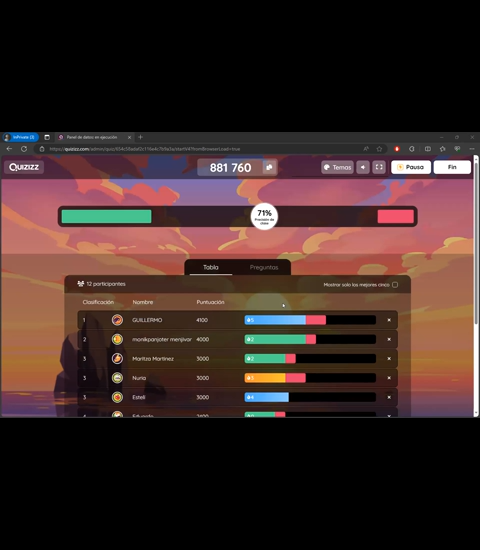 InPrivate (3)
Panel de datos en ejecución
Quizizz
881 760
Temas
Pausa
Fin
71%
Precisión de clase
Tabla
Preguntas
12 participantes
Mostrar solo los mejores cinco
Clasificación Nombre Puntuación
1 GUILLERMO 4100 5
2 monikpanjoter menjivar 4000 2
3 Maritza Martínez 3000 2
3 Nuria 3000 3
3 Esteli 3000 4